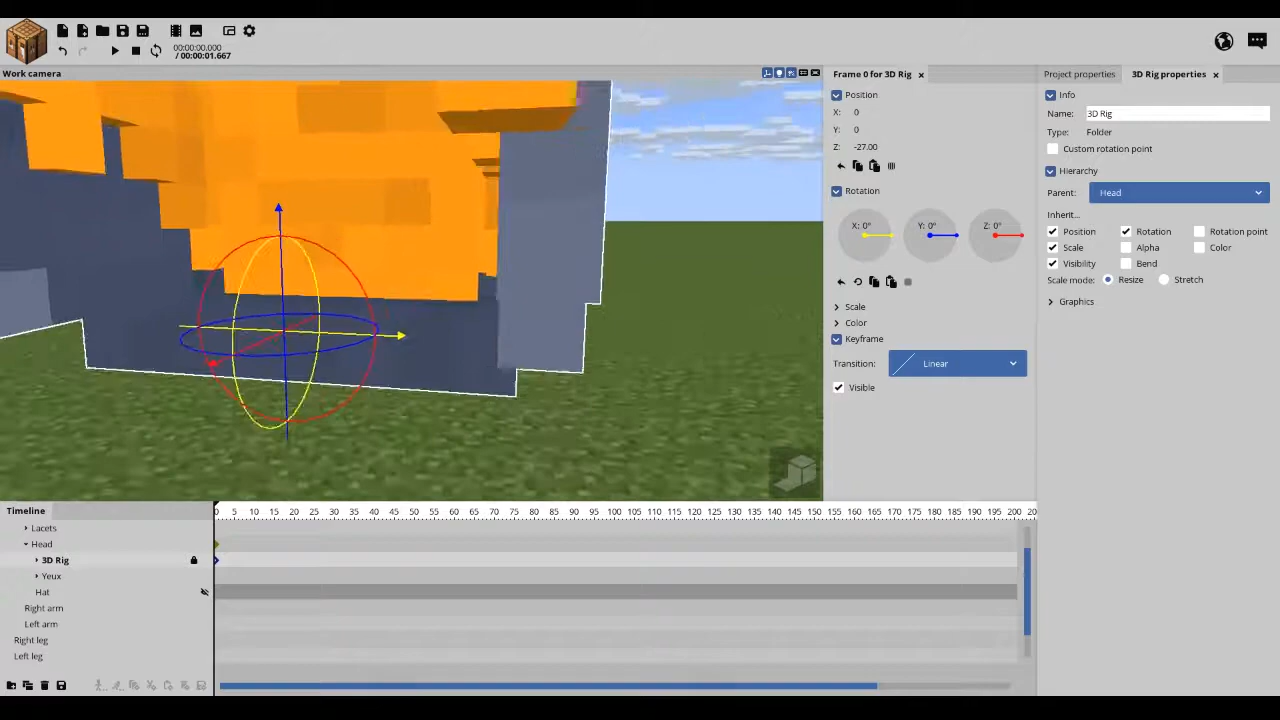 00:00:00.000
/ 00:00:01.667
Work camera
Frame 0 for 3D Rig
Position
X: 0
Y: 0
Z: -27.00
Rotation
X: 0° Y: 0° Z: 0°
Scale
Color
Keyframe
Transition: Linear
Visible
Project properties 3D Rig properties
Info
Name: 3D Rig
Type: Folder
Custom rotation point
Hierarchy
Parent: Head
Inherit...
Position Rotation Rotation point
Scale Alpha Color
Visibility Bend
Scale mode: Resize Stretch
Graphics
Timeline
0 5 10 15 20 25 30 35 40 45 50 55 60 65 70 75 80 85 90 95 100 105 110 115 120 125 130 135 140 145 150 155 160 165 170 175 180 185 190 195 200 20
Lacets
Head
3D Rig
Yeux
Hat
Right arm
Left arm
Right leg
Left leg